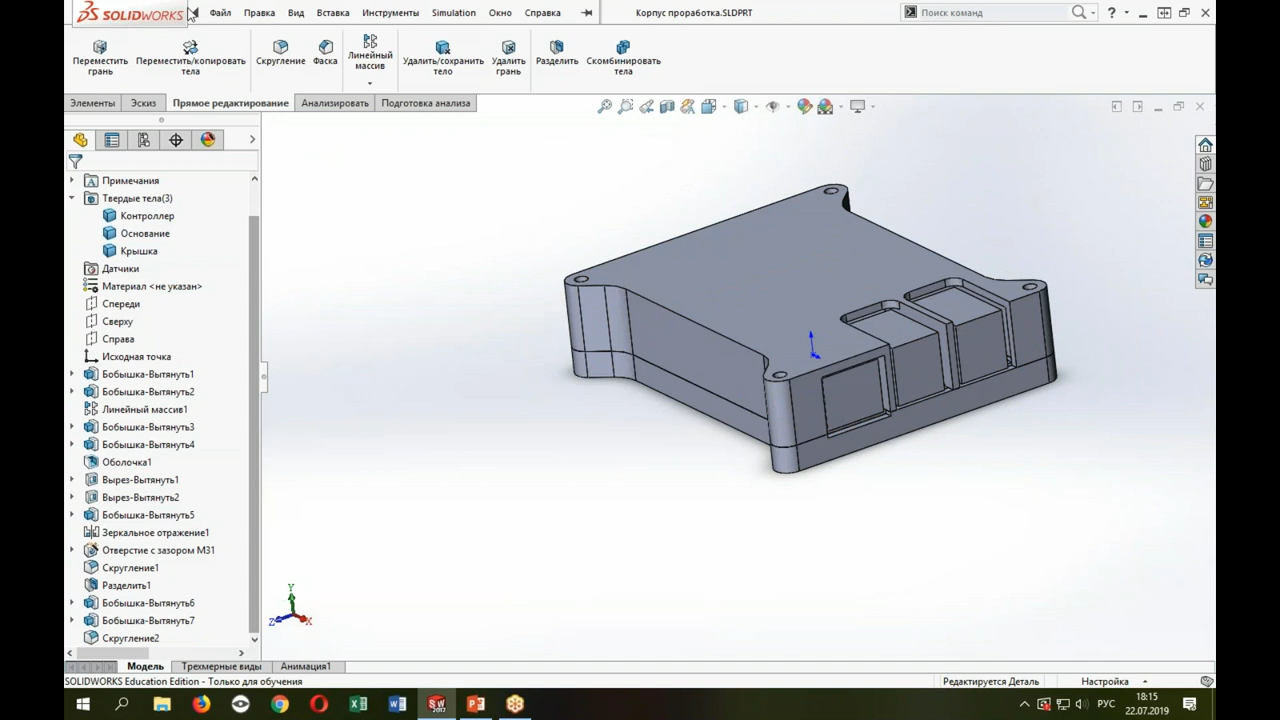 SOLIDWORKS Файл Правка Вид Вставка Инструменты Simulation Окно Справка Корпус проработка.SLDPRT Поиск команд ?
Переместить грань
Переместить/копировать тела
Скругление
Фаска
Линейный массив
Удалить/сохранить тело
Удалить грань
Разделить
Скомбинировать тела
Элементы Эскиз Прямое редактирование Анализировать Подготовка анализа
Примечания
Твердые тела(3)
Контроллер
Основание
Крышка
Датчики
Материал <не указан>
Спереди
Сверху
Справа
Исходная точка
Бобышка-Вытянуть1
Бобышка-Вытянуть2
Линейный массив1
Бобышка-Вытянуть3
Бобышка-Вытянуть4
Оболочка1
Вырез-Вытянуть1
Вырез-Вытянуть2
Бобышка-Вытянуть5
Зеркальное отражение1
Отверстие с зазором M31
Скругление1
Разделить1
Бобышка-Вытянуть6
Бобышка-Вытянуть7
Скругление2
Y
Z X
Модель Трехмерные виды Анимация1
SOLIDWORKS Education Edition - Только для обучения Редактируется Деталь Настройка
РУС 18:15
22.07.2019